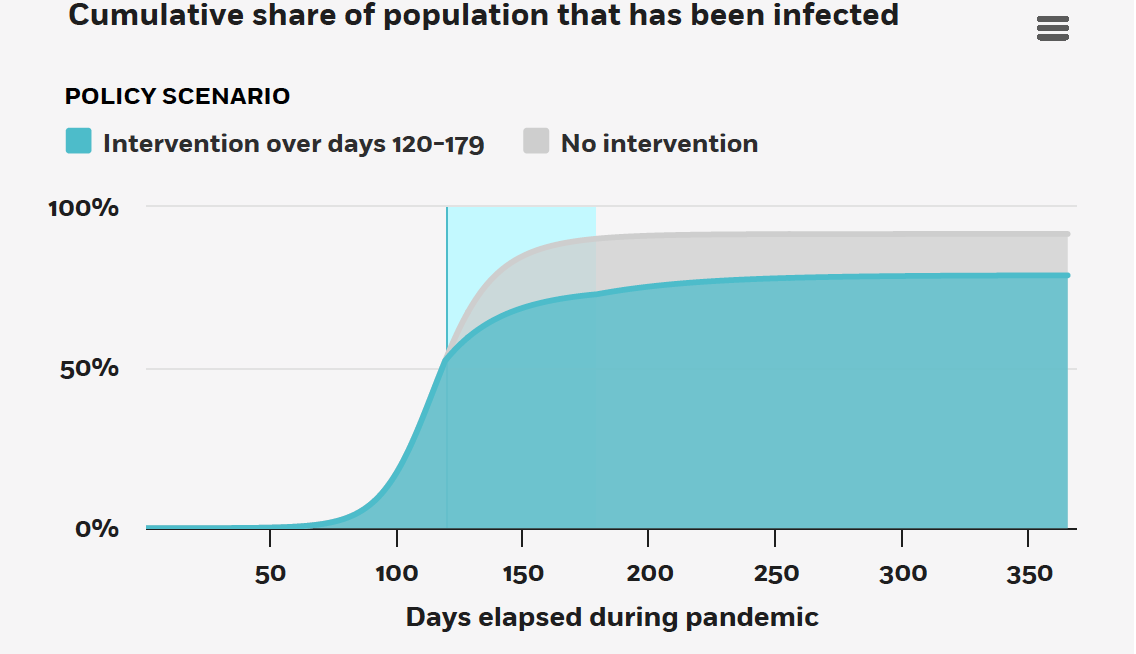 Cumulative share of population that has been infected
POLICY SCENARIO
Intervention over days 120-179 No intervention
100%
50%
0%
50 100 150 200 250 300 350
Days elapsed during pandemic